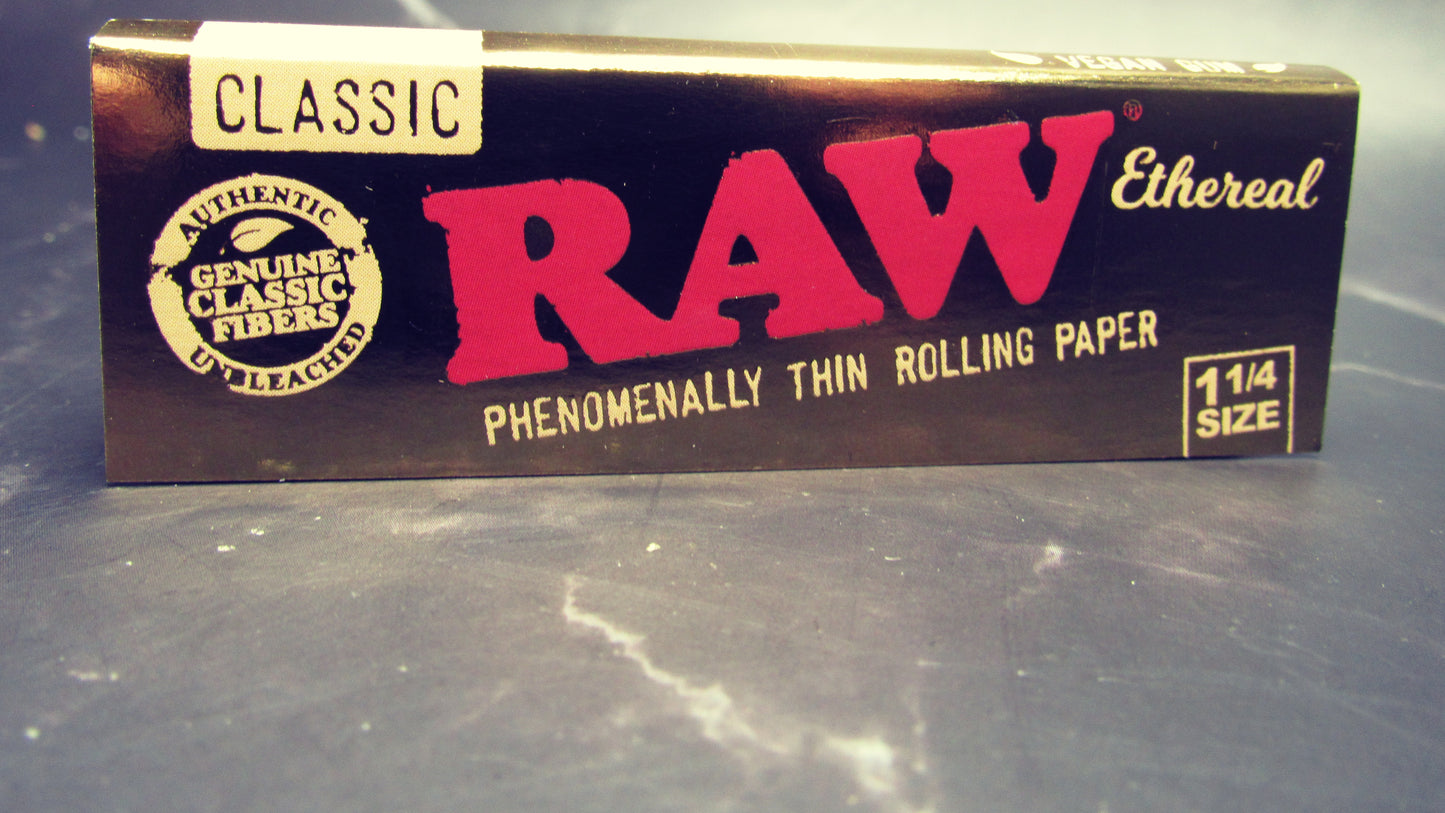 VEGAN GUM
CLASSIC
RAW®
Ethereal
AUTHENTIC
GENUINE
CLASSIC
FIBERS
UNBLEACHED
PHENOMENALLY THIN ROLLING PAPER
1 1/4
SIZE